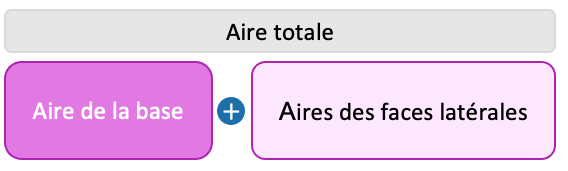 Aire totale
Aire de la base + Aires des faces latérales